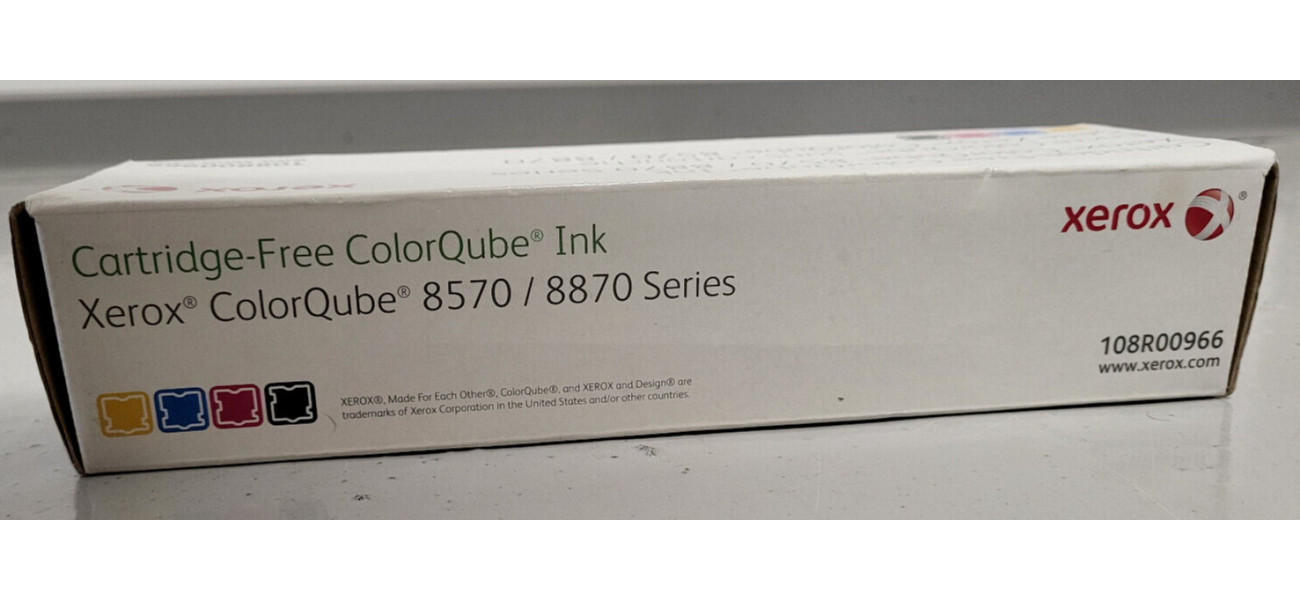 Cartridge-Free ColorQube® Ink
Xerox® ColorQube® 8570 / 8870 Series
xerox ®
108R00966
www.xerox.com
XEROX®, Made For Each Other®, ColorQube®, and XEROX and Design® are
trademarks of Xerox Corporation in the United States and/or other countries.
xerox